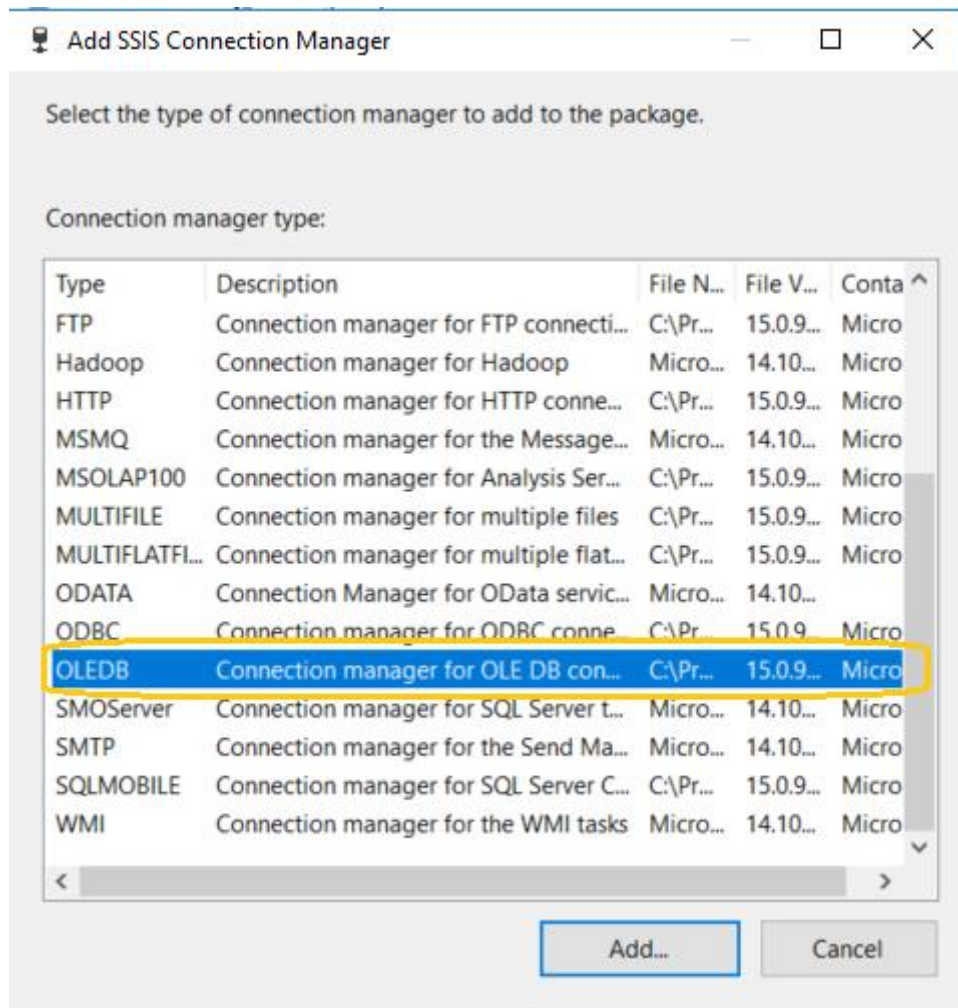 Add SSIS Connection Manager
Select the type of connection manager to add to the package.
Connection manager type:
Type Description File N... File V... Conta
FTP Connection manager for FTP connecti... C:\Pr... 15.0.9... Micro
Hadoop Connection manager for Hadoop Micro... 14.10... Micro
HTTP Connection manager for HTTP conne... C:\Pr... 15.0.9... Micro
MSMQ Connection manager for the Message... Micro... 14.10... Micro
MSOLAP100 Connection manager for Analysis Ser... C:\Pr... 15.0.9... Micro
MULTIFILE Connection manager for multiple files C:\Pr... 15.0.9... Micro
MULTIFLATFI... Connection manager for multiple flat... C:\Pr... 15.0.9... Micro
ODATA Connection Manager for OData servic... Micro... 14.10...
ODBC Connection manager for ODBC conne... C:\Pr... 15.0.9... Micro
OLEDB Connection manager for OLE DB con... C:\Pr... 15.0.9... Micro
SMOServer Connection manager for SQL Server t... Micro... 14.10... Micro
SMTP Connection manager for the Send Ma... Micro... 14.10... Micro
SQLMOBILE Connection manager for SQL Server C... C:\Pr... 15.0.9... Micro
WMI Connection manager for the WMI tasks Micro... 14.10... Micro
Add... Cancel